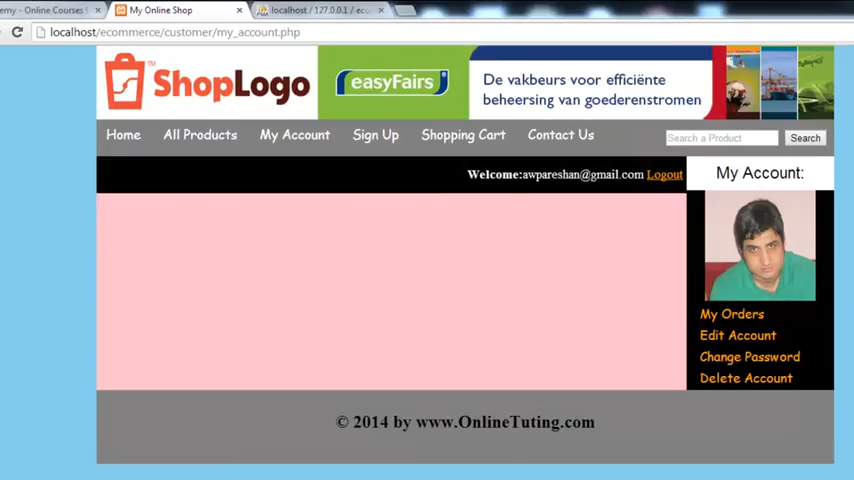 emy - Online Courses
My Online Shop
localhost / 127.0.0.1 / ec
localhost/ecommerce/customer/my_account.php
ShopLogo
TM
easyFairs
De vakbeurs voor efficiënte
beheersing van goederenstromen
Home All Products My Account Sign Up Shopping Cart Contact Us
Search a Product Search
Welcome:awpareshan@gmail.com Logout
My Account:
My Orders
Edit Account
Change Password
Delete Account
© 2014 by www.OnlineTuting.com